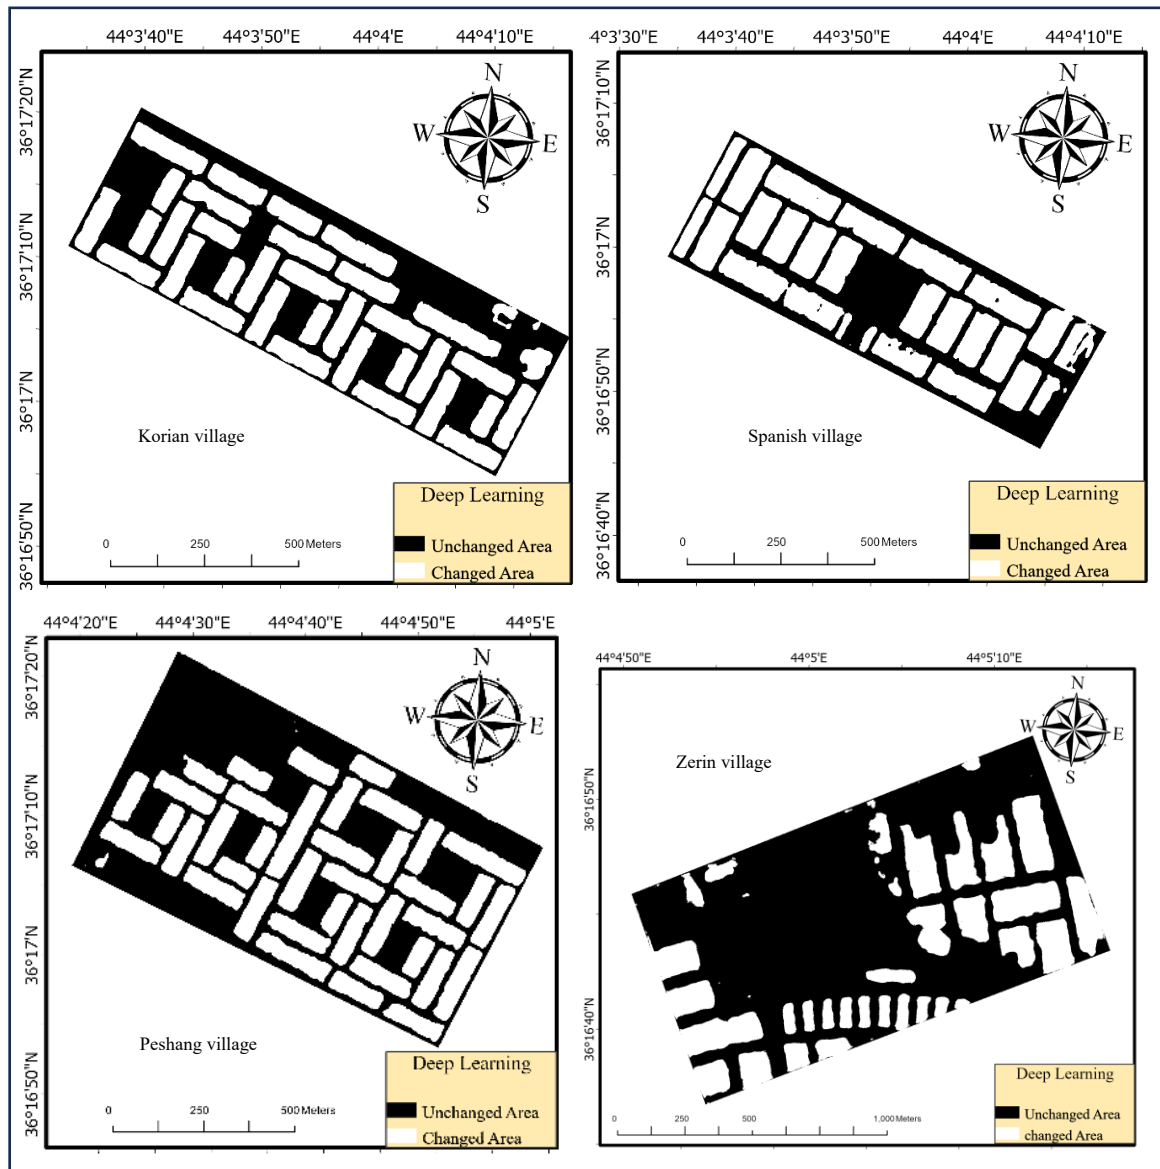 44°3'40"E 44°3'50"E 44°4'E 44°4'10"E
36°17'20"N
36°17'10"N
36°17'N
36°16'50"N
N
W E
S
Korian village
Deep Learning
Unchanged Area
Changed Area
0 250 500 Meters
4°3'30"E 44°3'40"E 44°3'50"E 44°4'E 44°4'10"E
36°17'10"N
36°17'N
36°16'50"N
36°16'40"N
N
W E
S
Spanish village
Deep Learning
Unchanged Area
Changed Area
0 250 500 Meters
44°4'20"E 44°4'30"E 44°4'40"E 44°4'50"E 44°5'E
36°17'20"N
36°17'10"N
36°17'N
36°16'50"N
N
W E
S
Peshang village
Deep Learning
Unchanged Area
Changed Area
0 250 500 Meters
44°4'50"E 44°5'E 44°5'10"E
36°16'50"N
36°16'40"N
N
W E
S
Zerin village
Deep Learning
Unchanged Area
changed Area
0 250 500 1,000 Meters